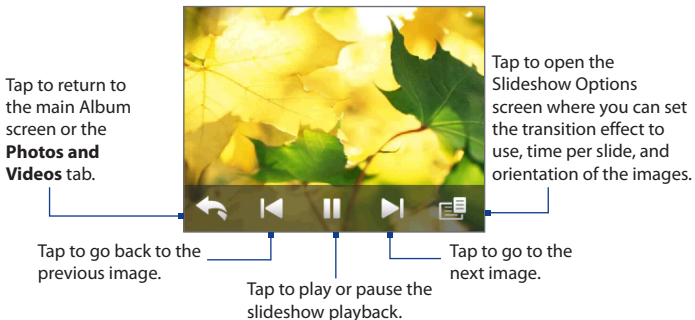 Tap to return to
the main Album
screen or the
Photos and
Videos tab.
Tap to open the
Slideshow Options
screen where you can set
the transition effect to
use, time per slide, and
orientation of the images.
Tap to go back to the
previous image.
Tap to play or pause the
slideshow playback.
Tap to go to the
next image.